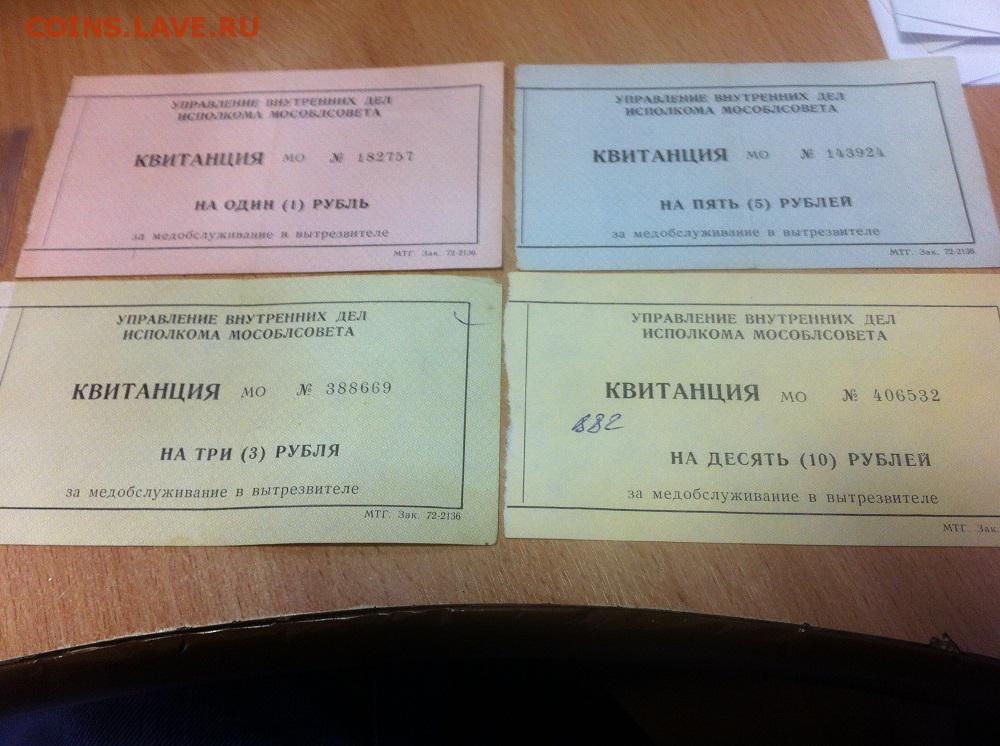 COINS.LAVE.РУ
УПРАВЛЕНИЕ ВНУТРЕННИХ ДЕЛ
ИСПОЛКОМА МОСОБЛСОВЕТА
КВИТАНЦИЯ МО № 182757
НА ОДИН (1) РУБЛЬ
за медобслуживание в вытрезвителе
МТГ. Зак. 72-2136
УПРАВЛЕНИЕ ВНУТРЕННИХ ДЕЛ
ИСПОЛКОМА МОСОБЛСОВЕТА
КВИТАНЦИЯ МО № 143924
НА ПЯТЬ (5) РУБЛЕЙ
за медобслуживание в вытрезвителе
МТГ. Зак. 72-2136
УПРАВЛЕНИЕ ВНУТРЕННИХ ДЕЛ
ИСПОЛКОМА МОСОБЛСОВЕТА
КВИТАНЦИЯ МО № 388669
НА ТРИ (3) РУБЛЯ
за медобслуживание в вытрезвителе
МТГ. Зак. 72-2136
УПРАВЛЕНИЕ ВНУТРЕННИХ ДЕЛ
ИСПОЛКОМА МОСОБЛСОВЕТА
КВИТАНЦИЯ МО № 406532
НА ДЕСЯТЬ (10) РУБЛЕЙ
за медобслуживание в вытрезвителе
МТГ. Зак.